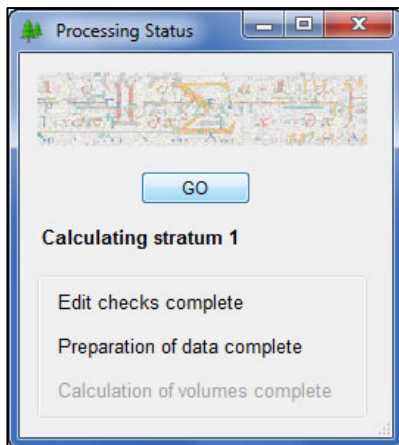 Processing Status
GO
Calculating stratum 1
Edit checks complete
Preparation of data complete
Calculation of volumes complete